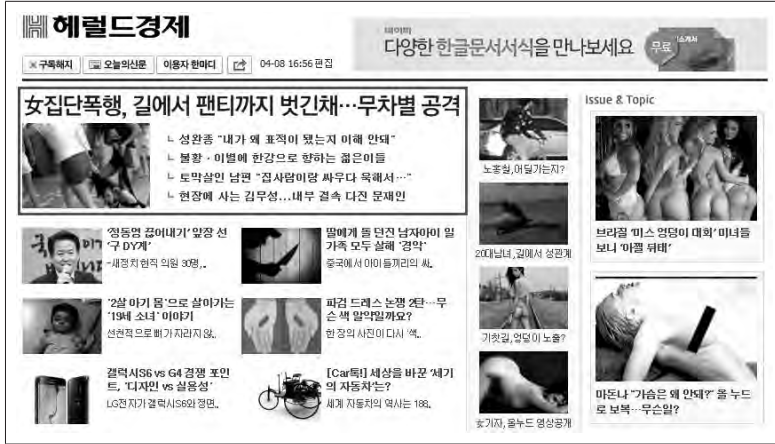 헤럴드경제
네이버
다양한 한글문서서식을 만나보세요 무료
구독해지 오늘의신문 이용자 한마디 04-08 16:56 편집
女집단폭행, 길에서 팬티까지 벗긴채…무차별 공격
ㄴ 성완종 "내가 왜 표적이 됐는지 이해 안돼"
ㄴ 불황·이별에 한강으로 향하는 젊은이들
ㄴ 토막살인 남편 "집사람이랑 싸우다 욱해서…"
ㄴ 현장에 사는 김무성...내부 결속 다진 문재인
'정동영 끊어내기' 앞장 선 '구 DY계'
-새정치 현직 의원 30명,..
딸에게 돌 던진 남자아이 일가족 모두 살해 '경악'
중국에서 아이들끼리의 싸..
'2살 아기 몸'으로 살아가는 '19세 소녀' 이야기
선천적으로 뼈가 자라지 않..
파검 드레스 논쟁 2탄…무슨 색 알약일까요?
한 장의 사진이 다시 '색..
갤럭시S6 vs G4 경쟁 포인트, '디자인 vs 실용성'
LG전자가 갤럭시S6와 정면..
[Car톡!] 세상을 바꾼 '세기의 자동차'는?
세계 자동차의 역사는 188..
노홍철,어딜가는지?
20대남녀,길에서 성관계
기찻길,엉덩이 노출?
女기자, 올누드 영상공개
Issue & Topic
브라질 '미스 엉덩이 대회' 미녀들
보니 '아찔 뒤태'
마돈나 "가슴은 왜 안돼?" 올 누드
로 보복…무슨일?